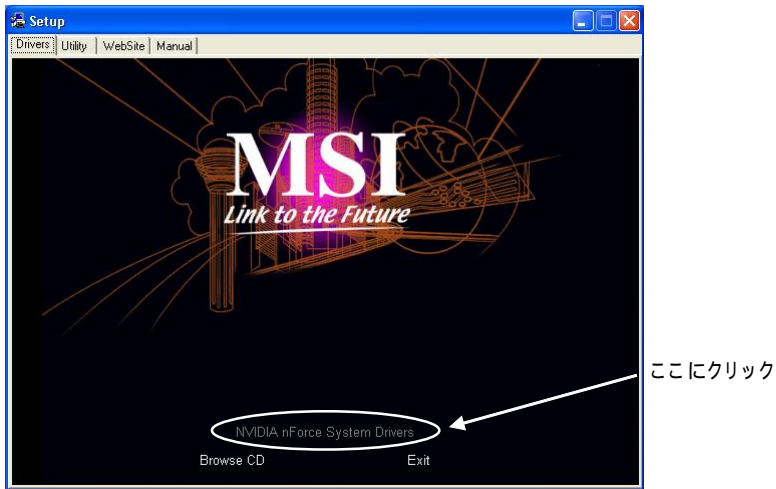 Setup
Drivers Utility WebSite Manual
MSI
Link to the Future
ここにクリック
NVIDIA nForce System Drivers
Browse CD Exit